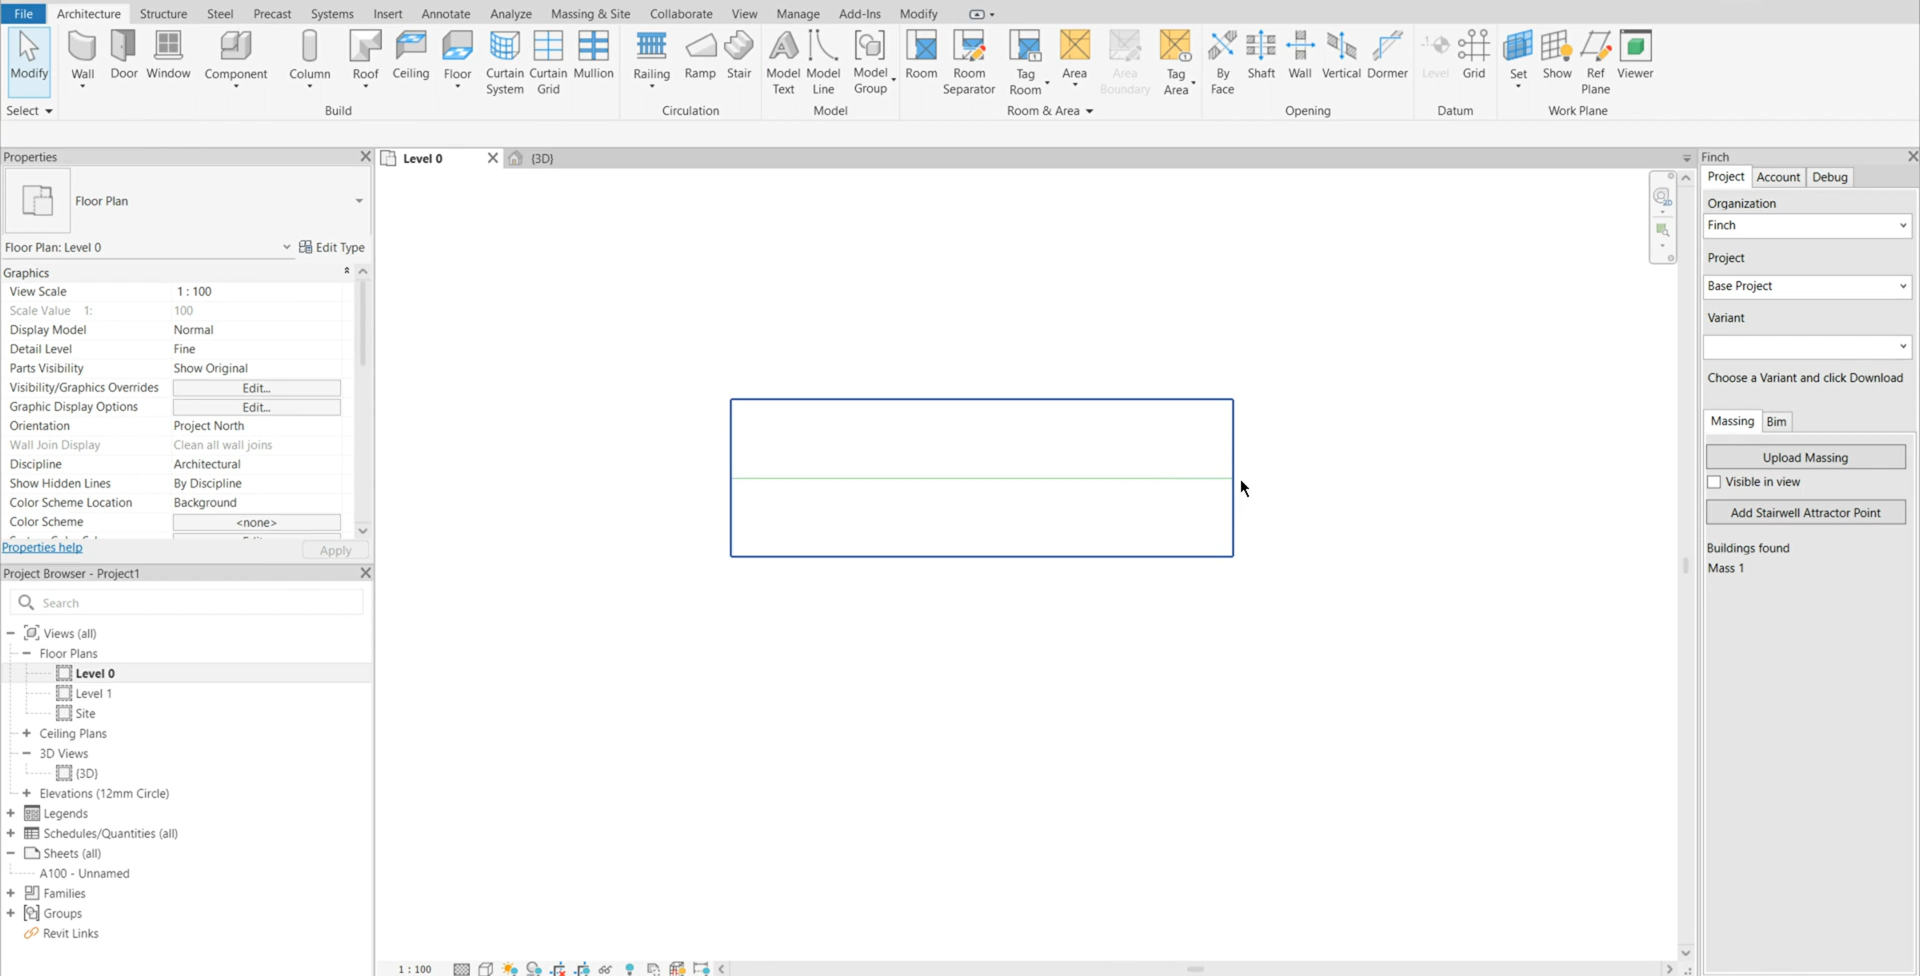 File Architecture Structure Steel Precast Systems Insert Annotate Analyze Massing & Site Collaborate View Manage Add-Ins Modify
Modify Wall Door Window Component Column Roof Ceiling Floor Curtain System Curtain Grid Mullion Railing Ramp Stair Model Text Model Line Model Group Room Room Separator Tag Room Area Area Boundary Tag Area By Face Shaft Wall Vertical Dormer Level Grid Set Show Ref Plane Viewer
Select Build Circulation Model Room & Area Opening Datum Work Plane
Properties
Floor Plan
Floor Plan: Level 0 Edit Type
Graphics
View Scale 1 : 100
Scale Value 1: 100
Display Model Normal
Detail Level Fine
Parts Visibility Show Original
Visibility/Graphics Overrides Edit...
Graphic Display Options Edit...
Orientation Project North
Wall Join Display Clean all wall joins
Discipline Architectural
Show Hidden Lines By Discipline
Color Scheme Location Background
Color Scheme <none>
Properties help Apply
Project Browser - Project1
Search
Views (all)
Floor Plans
Level 0
Level 1
Site
Ceiling Plans
3D Views
{3D}
Elevations (12mm Circle)
Legends
Schedules/Quantities (all)
Sheets (all)
A100 - Unnamed
Families
Groups
Revit Links
Level 0 {3D}
1 : 100
Finch
Project Account Debug
Organization
Finch
Project
Base Project
Variant
Choose a Variant and click Download
Massing Bim
Upload Massing
Visible in view
Add Stairwell Attractor Point
Buildings found
Mass 1